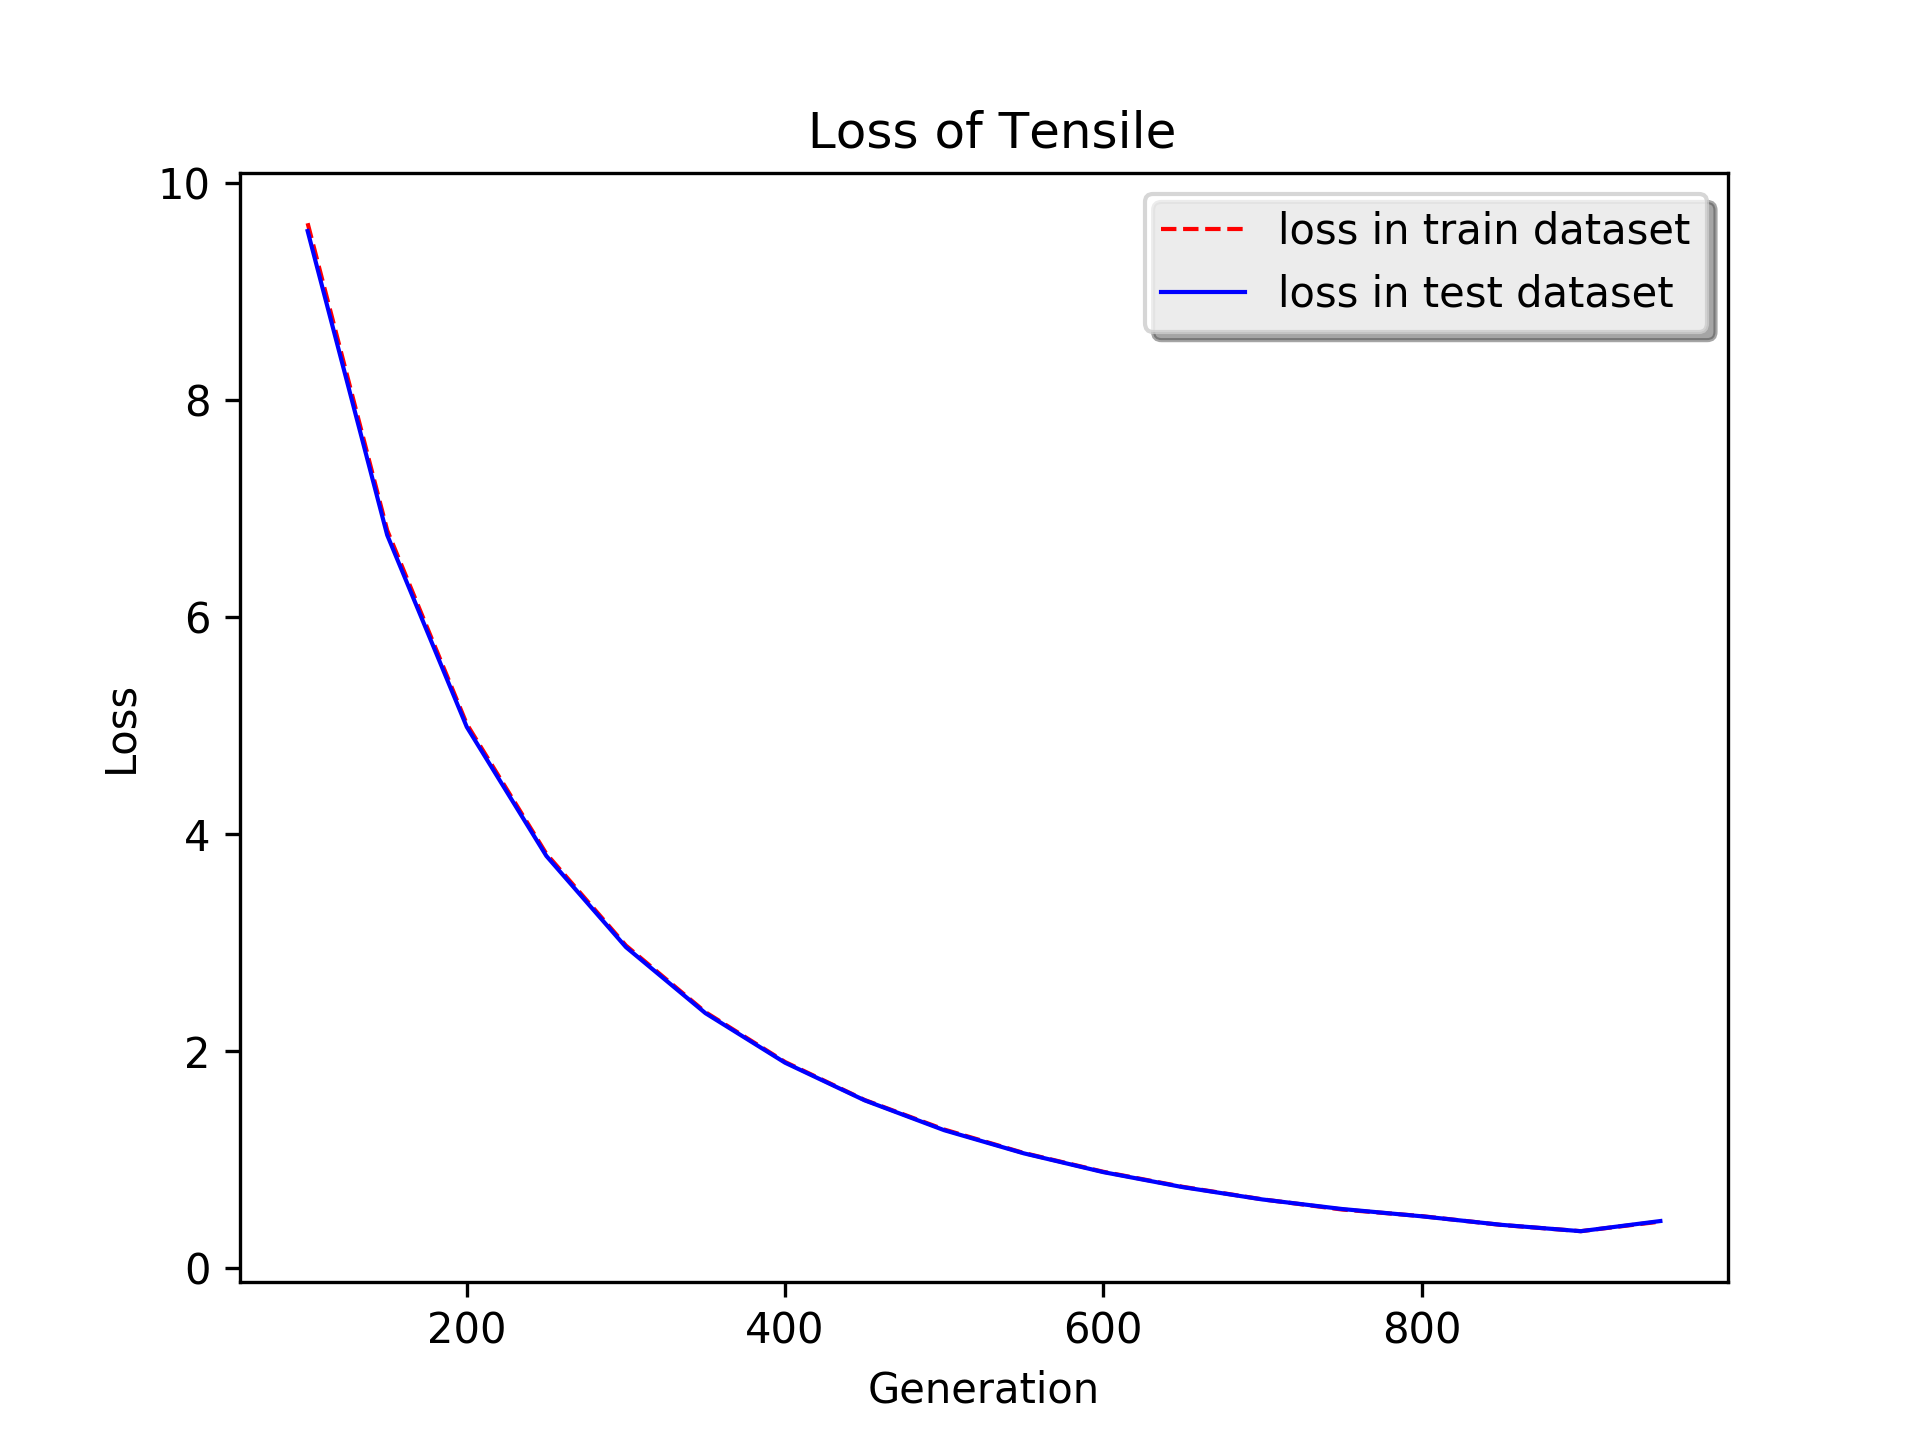 Loss of Tensile
10
8
6
4
2
0
Loss
loss in train dataset
loss in test dataset
200 400 600 800
Generation